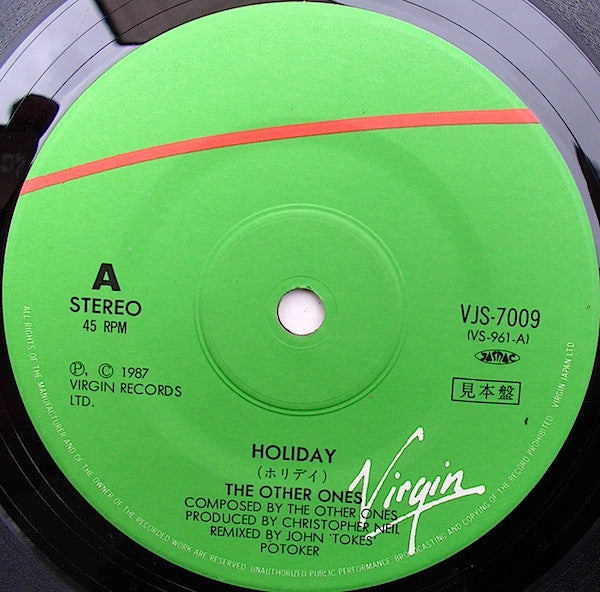 A
STEREO
45 RPM
Ⓟ, © 1987
VIRGIN RECORDS
LTD.
VJS-7009
(VS-961-A)
JASRAC
見本盤
HOLIDAY
(ホリデイ)
THE OTHER ONES
COMPOSED BY THE OTHER ONES
PRODUCED BY CHRISTOPHER NEIL
REMIXED BY JOHN 'TOKES'
POTOKER
Virgin
ALL RIGHTS OF THE MANUFACTURER AND OF THE OWNER OF THE RECORDED WORK ARE RESERVED. UNAUTHORIZED PUBLIC PERFORMANCE, BROADCASTING AND COPYING OF THE RECORD PROHIBITED. VIRGIN JAPAN LTD